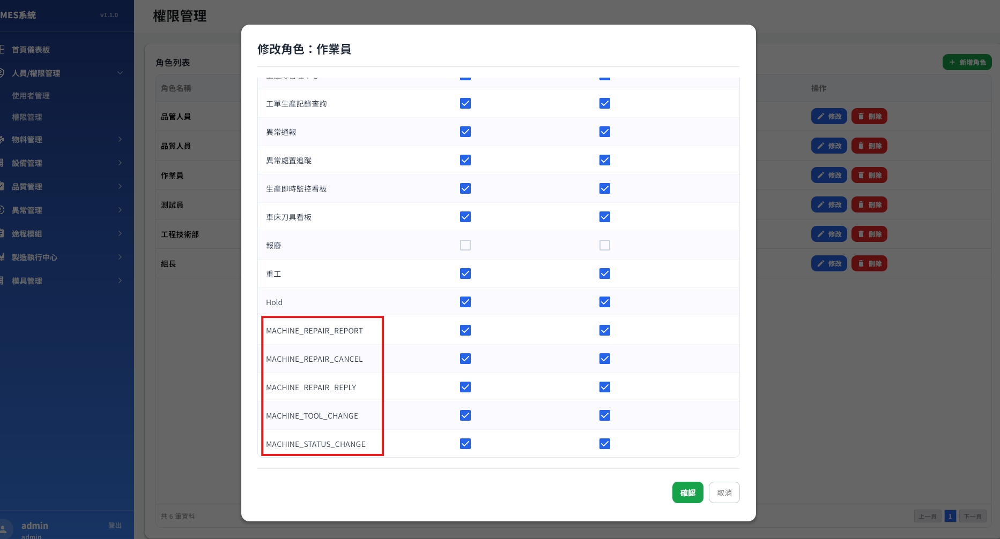 MES系統
v1.1.0
權限管理
首頁儀表板
人員/權限管理
使用者管理
權限管理
物料管理
設備管理
品質管理
異常管理
途程模組
製造執行中心
模具管理
admin
登出
admin
角色列表
新增角色
角色名稱
操作
品管人員
修改 刪除
品質人員
修改 刪除
作業員
修改 刪除
測試員
修改 刪除
工程技術部
修改 刪除
組長
修改 刪除
共 6 筆資料
上一頁 1 下一頁
修改角色：作業員
工單生產記錄查詢
異常通報
異常處置追蹤
生產即時監控看板
車床刀具看板
報廢
重工
Hold
MACHINE_REPAIR_REPORT
MACHINE_REPAIR_CANCEL
MACHINE_REPAIR_REPLY
MACHINE_TOOL_CHANGE
MACHINE_STATUS_CHANGE
確認
取消